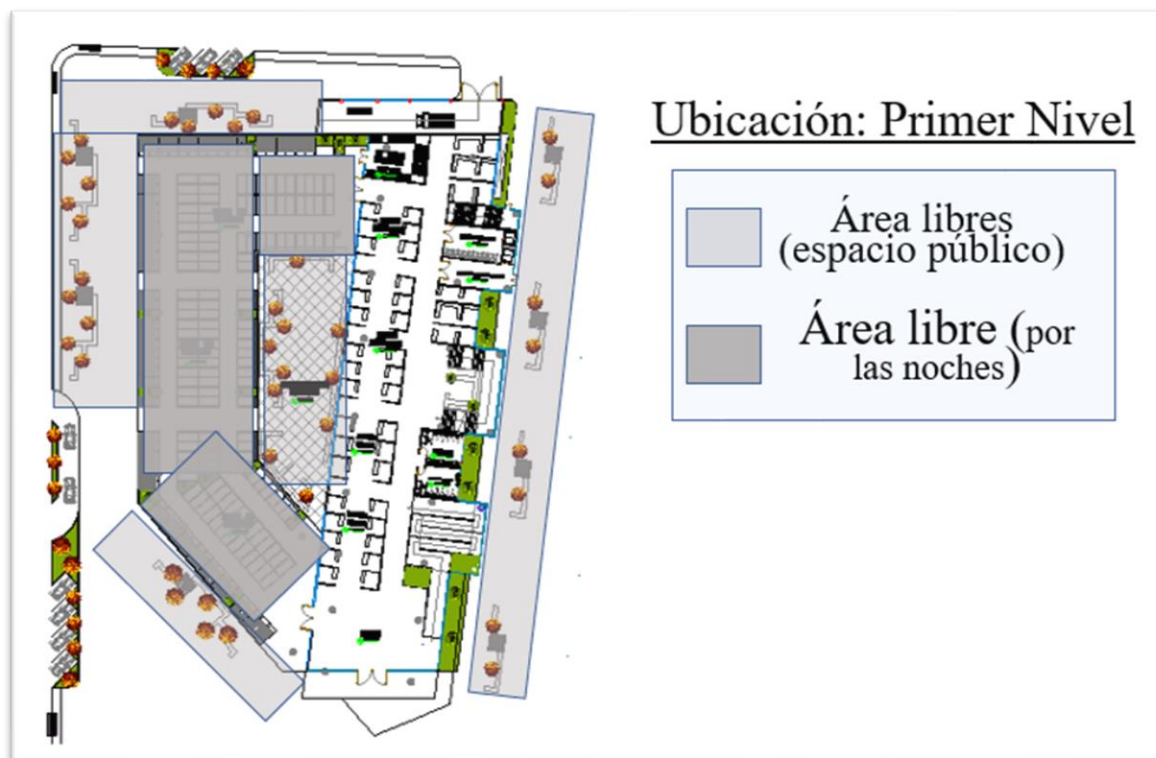 Ubicación: Primer Nivel
Área libres
(espacio público)
Área libre (por
las noches)